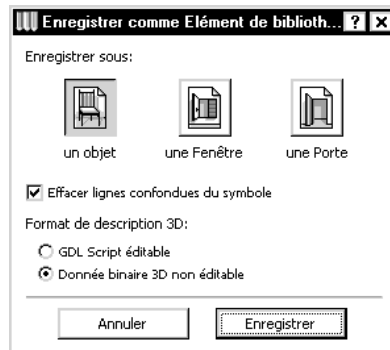 Enregistrer comme Elément de biblioth...
Enregistrer sous:
un objet
une Fenêtre
une Porte
Effacer lignes confondues du symbole
Format de description 3D:
GDL Script éditable
Donnée binaire 3D non éditable
Annuler
Enregistrer